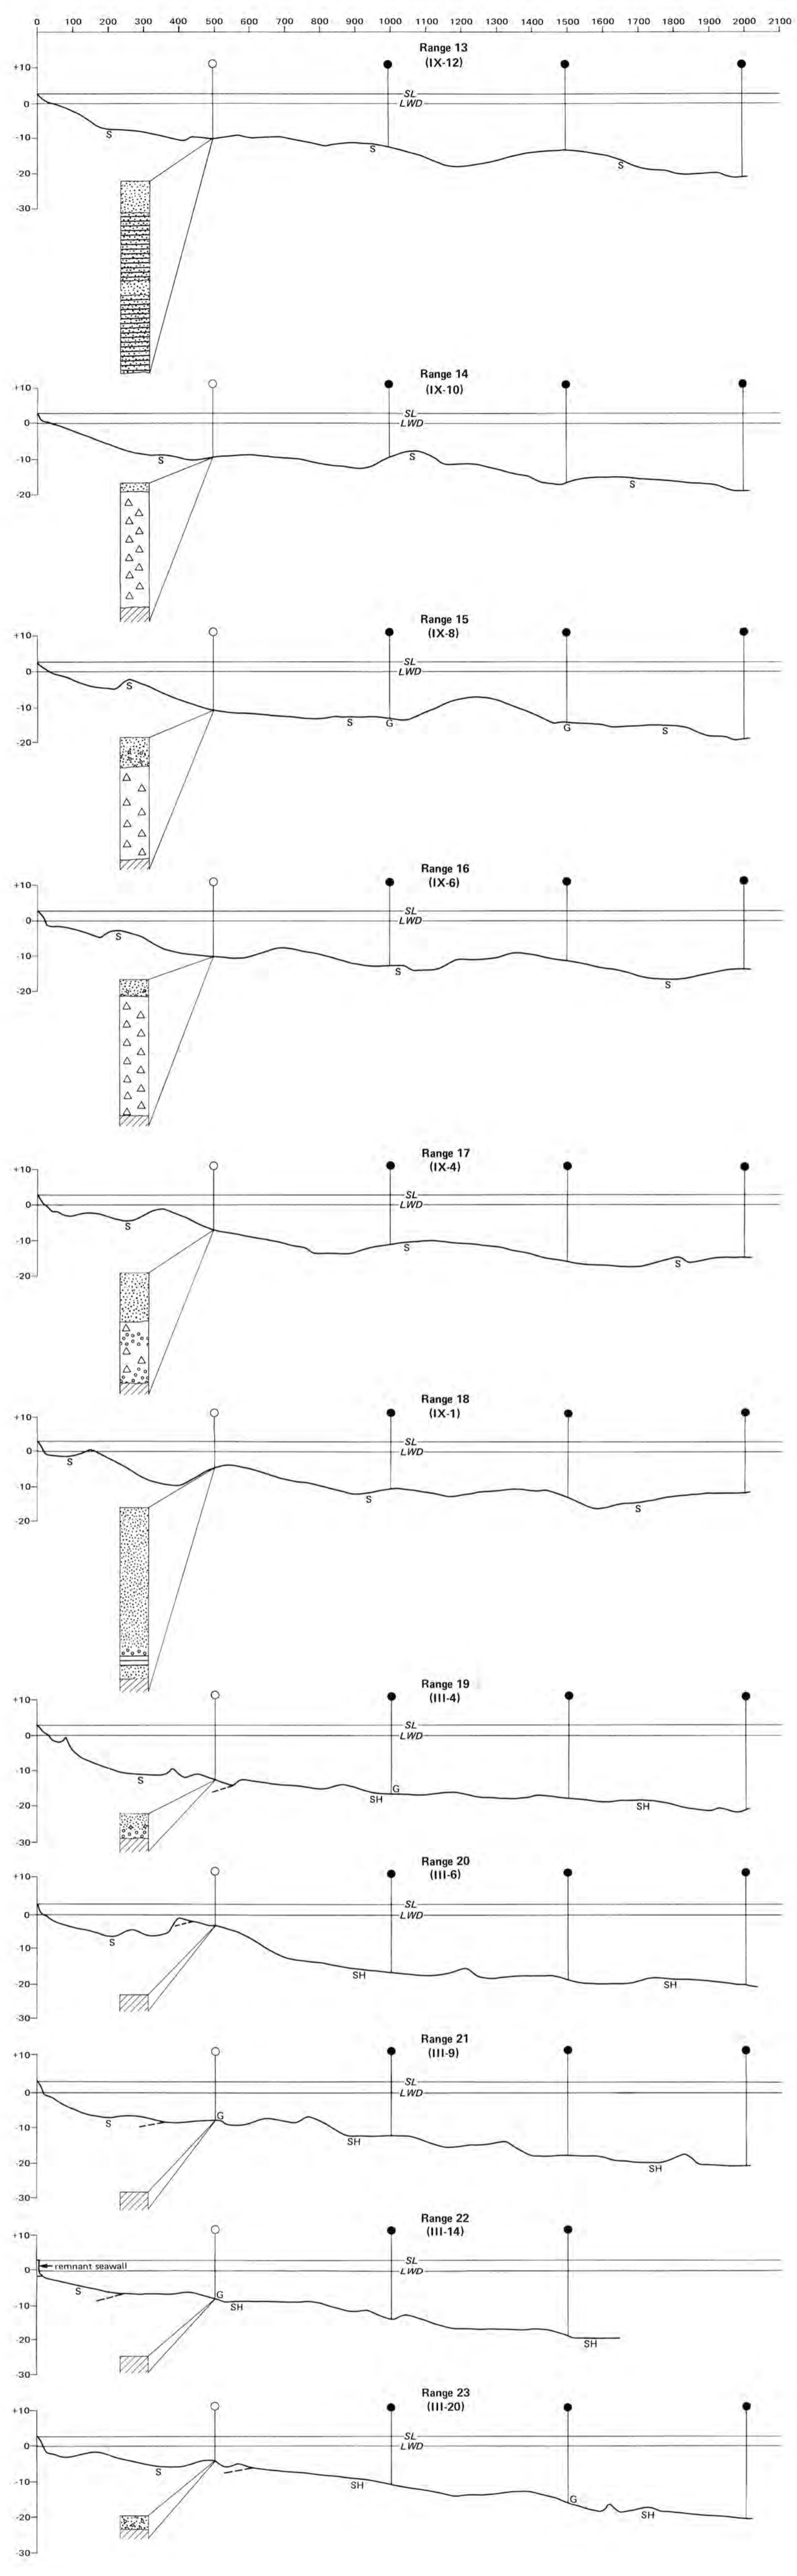 0 100 200 300 400 500 600 700 800 900 1000 1100 1200 1300 1400 1500 1600 1700 1800 1900 2000 2100
Range 13
(IX-12)
+10
SL
0 LWD
-10 S S S
-20
-30
Range 14
(IX-10)
+10
SL
0 LWD
-10 S S S
-20
Range 15
(IX-8)
+10
SL
0 LWD
S
-10 S G G S
-20
Range 16
(IX-6)
+10
SL
0 LWD
S
-10 S S
-20
Range 17
(IX-4)
+10
SL
0 LWD
S
-10 S S
-20
Range 18
(IX-1)
+10
SL
0 LWD
S
-10 S S
-20
Range 19
(III-4)
+10
SL
0 LWD
-10 S G
SH SH
-20
-30
Range 20
(III-6)
+10
SL
0 LWD
S
10
SH SH
-20
-30
Range 21
(III-9)
+10
SL
0 LWD
S G
-10
SH SH
-20
-30
Range 22
(III-14)
+10
SL
remnant seawall
0 LWD
S G
-10 SH
-20 SH
-30
Range 23
(III-20)
+10
SL
0 LWD
S
-10 SH
G
-20 SH
-30